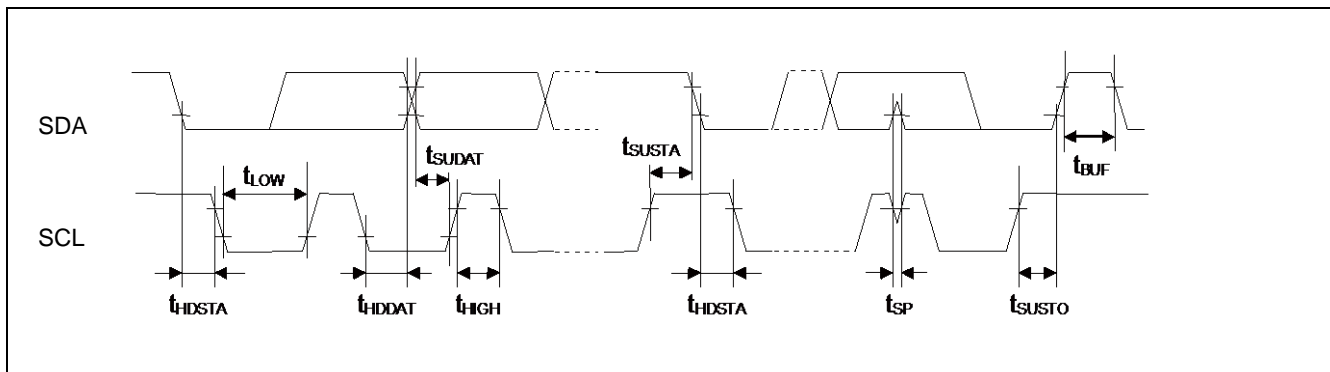 SDA
tSUDAT
tSUSTA
tBUF
tLOW
SCL
tHDSTA
tHDDAT
tHIGH
tHDSTA
tSP
tSUSTO